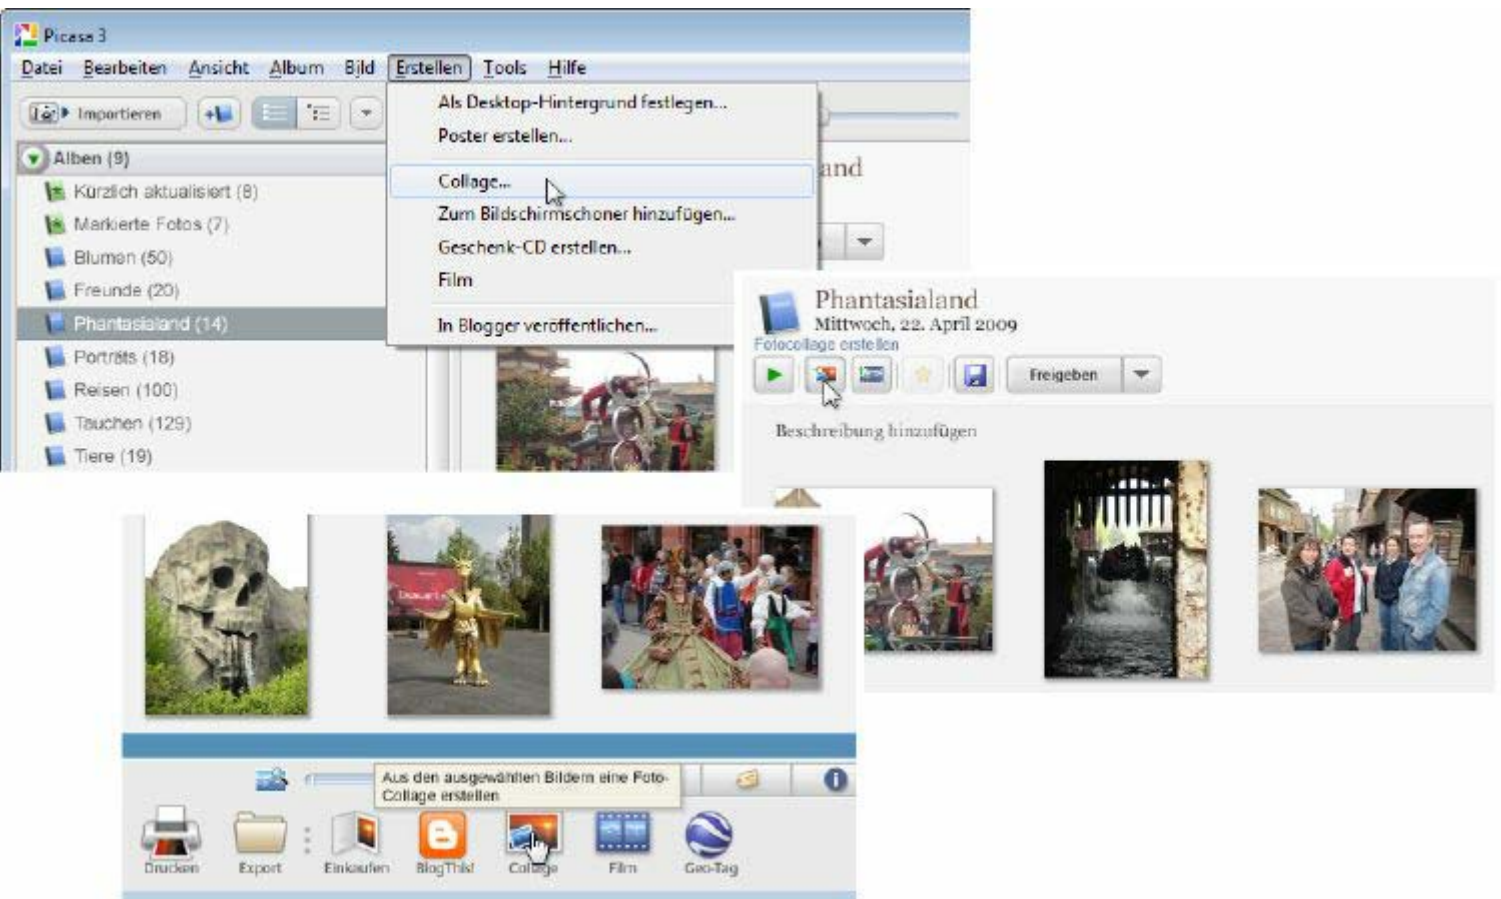 Picasa 3
Datei Bearbeiten Ansicht Album Bild Erstellen Tools Hilfe
Importieren
Als Desktop-Hintergrund festlegen...
Poster erstellen...
Collage...
Zum Bildschirmschoner hinzufügen...
Geschenk-CD erstellen...
Film
In Blogger veröffentlichen...
Alben (9)
Kürzlich aktualisiert (8)
Markierte Fotos (7)
Blumen (50)
Freunde (20)
Phantasialand (14)
Porträts (18)
Reisen (100)
Tauchen (129)
Tiere (19)
and
Phantasialand
Mittwoch, 22. April 2009
Fotocollage erstellen
Freigeben
Beschreibung hinzufügen
Aus den ausgewählten Bildern eine Foto-
Collage erstellen
Drucken Export Einkaufen BlogThis! Collage Film Geo-Tag